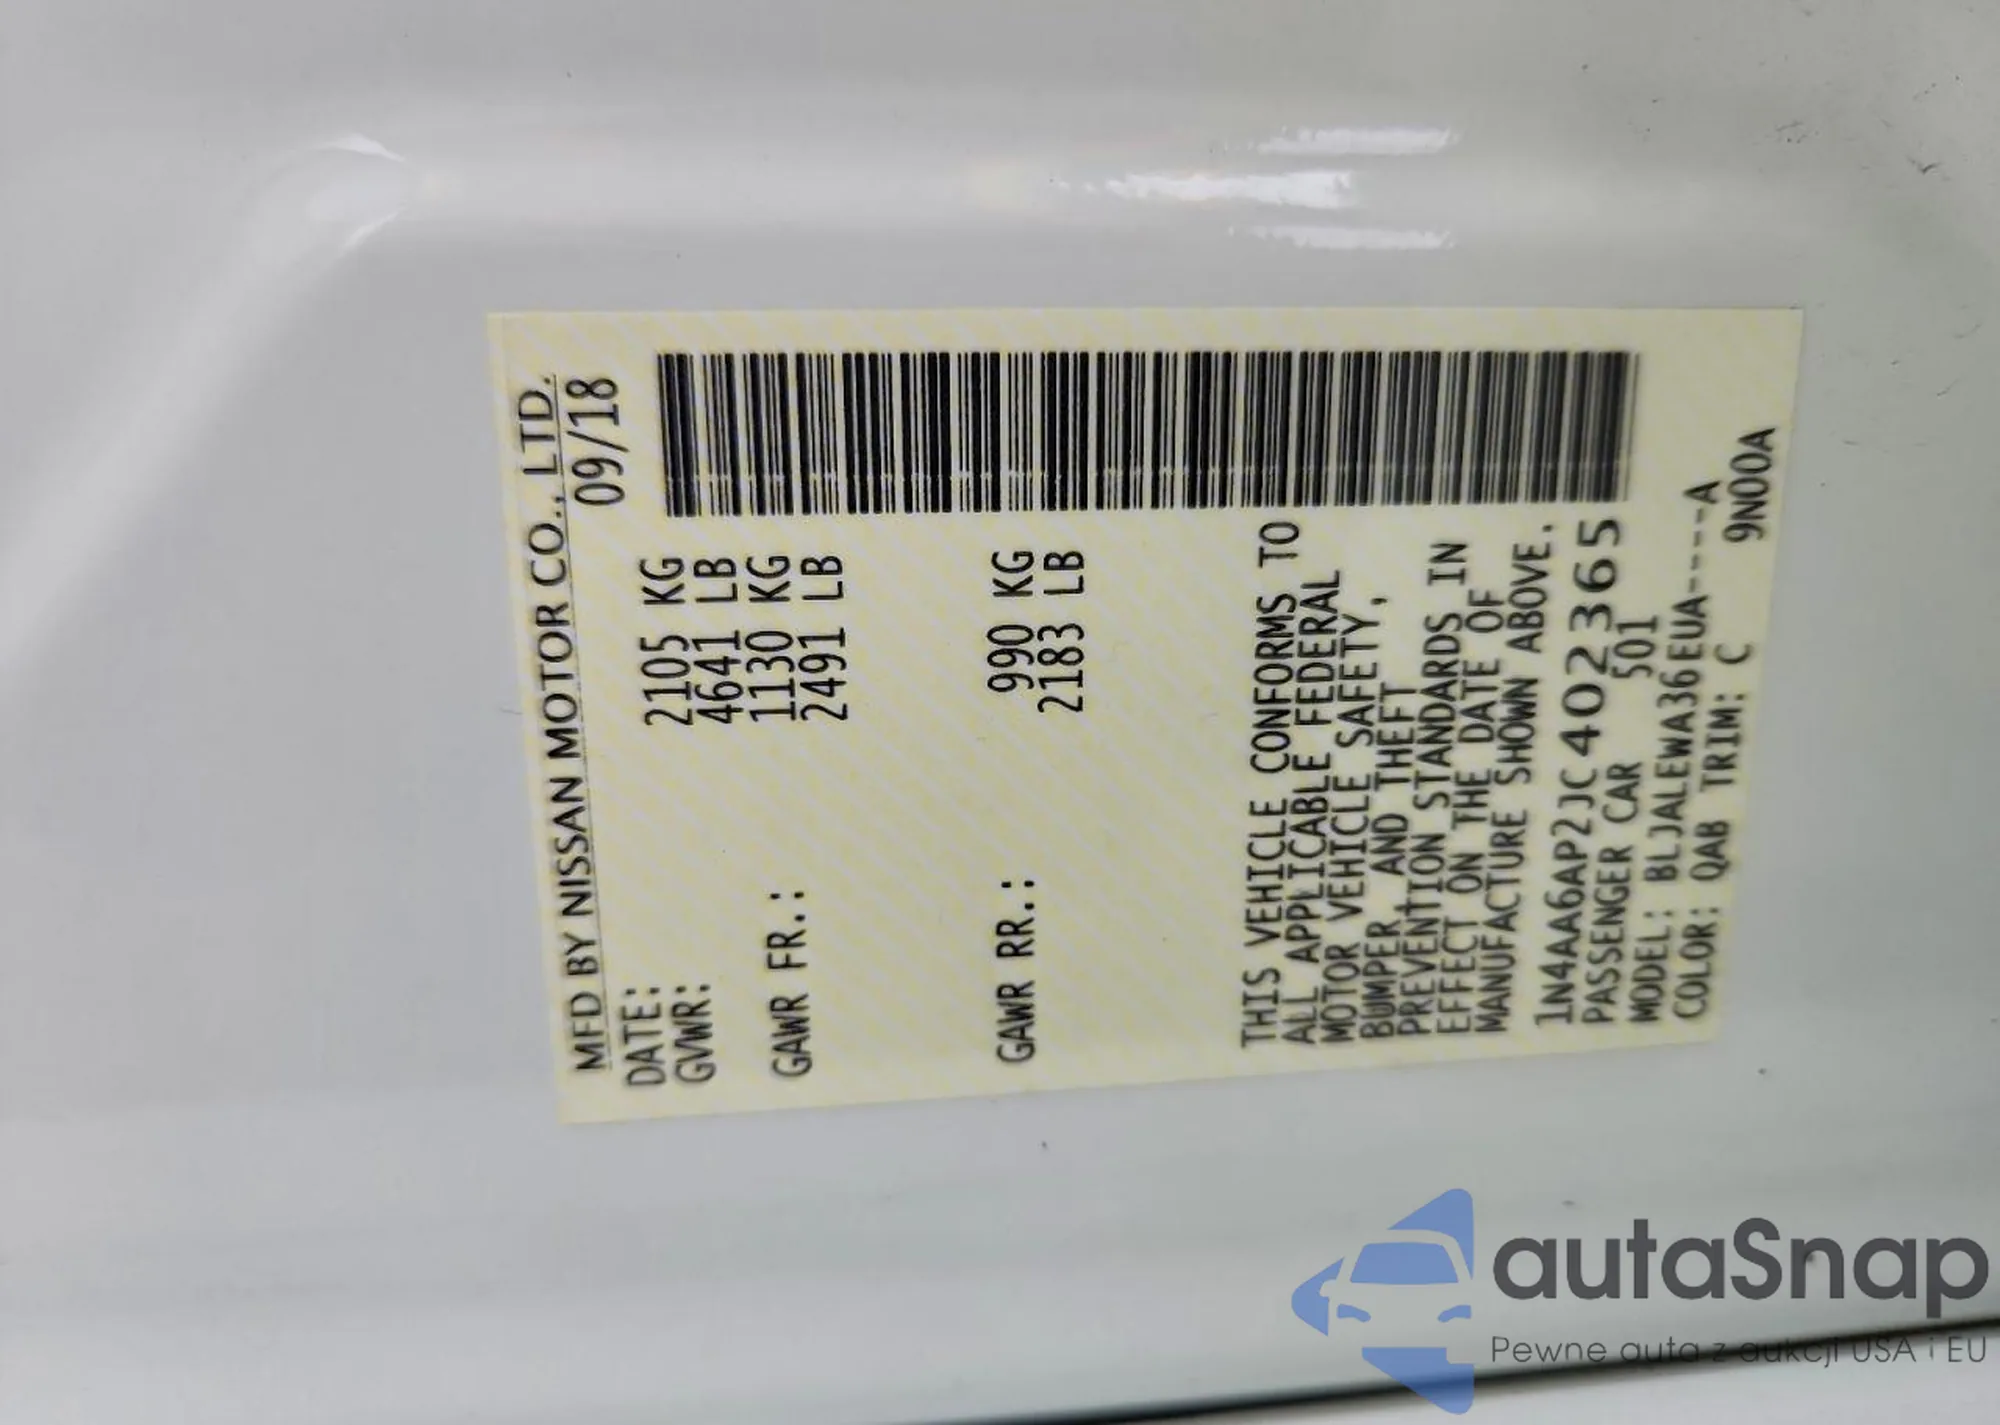 MFD BY NISSAN MOTOR CO., LTD.
DATE: 09/18
GVWR: 2105 KG
4641 LB
GAWR FR.: 1130 KG
2491 LB
GAWR RR.: 990 KG
2183 LB
THIS VEHICLE CONFORMS TO
ALL APPLICABLE FEDERAL
MOTOR VEHICLE SAFETY,
BUMPER, AND THEFT
PREVENTION STANDARDS IN
EFFECT ON THE DATE OF
MANUFACTURE SHOWN ABOVE.
1N4AA6AP2JC402365
PASSENGER CAR 501
MODEL: BLJALEWA36EUA----A
COLOR: QAB TRIM: C 9N00A
autaSnap
Pewne auta z aukcji USA i EU